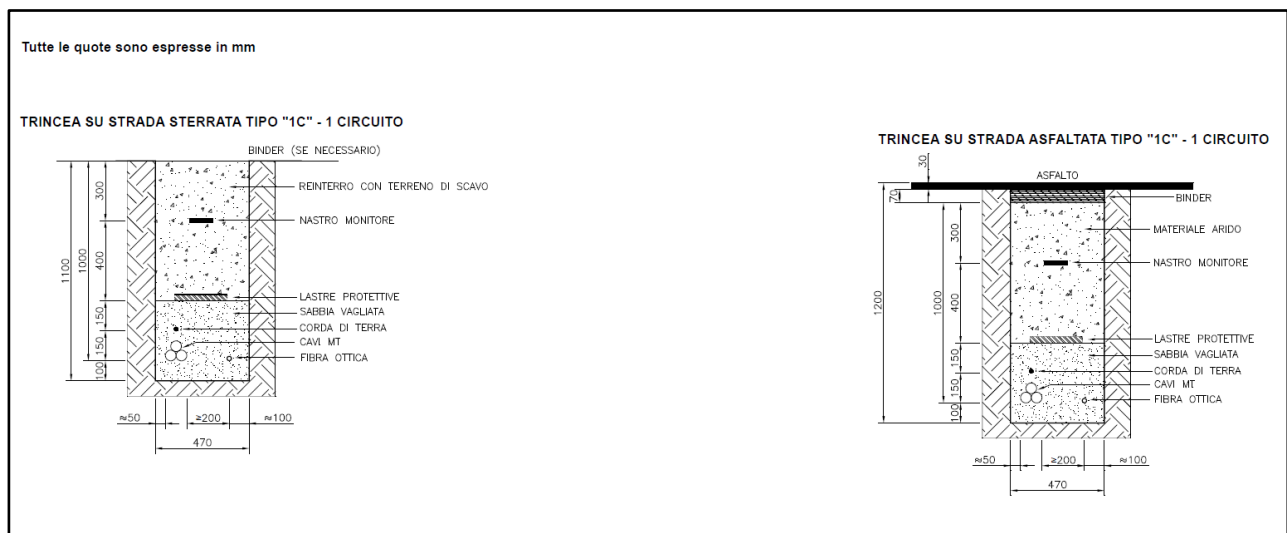 Tutte le quote sono espresse in mm
TRINCEA SU STRADA STERRATA TIPO "1C" - 1 CIRCUITO
BINDER (SE NECESSARIO)
REINTERRO CON TERRENO DI SCAVO
NASTRO MONITORE
LASTRE PROTETTIVE
SABBIA VAGLIATA
CORDA DI TERRA
CAVI MT
FIBRA OTTICA
1100
1000
300
400
150
150
100
≈50
≥200
≈100
470
TRINCEA SU STRADA ASFALTATA TIPO "1C" - 1 CIRCUITO
30
ASFALTO
70
BINDER
MATERIALE ARIDO
NASTRO MONITORE
LASTRE PROTETTIVE
SABBIA VAGLIATA
CORDA DI TERRA
CAVI MT
FIBRA OTTICA
1200
1000
300
400
150
150
100
≈50
≥200
≈100
470